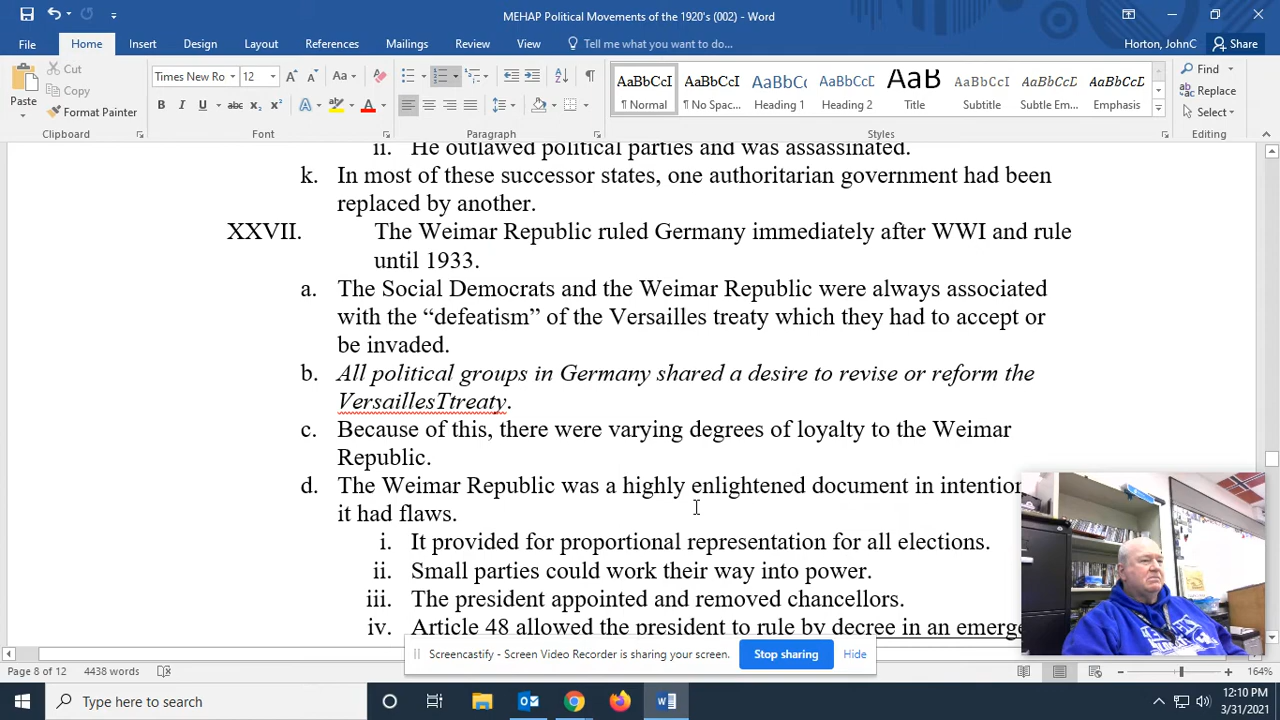 MEHAP Political Movements of the 1920's (002) - Word
File Home Insert Design Layout References Mailings Review View Tell me what you want to do... Horton, JohnC Share
Paste Cut Copy Format Painter
Times New Ro 12 Aa
AaBbCcI AaBbCcI AaBbCc AaBbCcI AaB AaBbCcI AaBbCcI AaBbCcI
¶ Normal ¶ No Spac... Heading Heading 2 Title Subtitle Subtle Em... Emphasis
Find Replace Select
Clipboard Font Paragraph Styles Editing
ii. He outlawed political parties and was assassinated.
k. In most of these successor states, one authoritarian government had been
replaced by another.
XXVII. The Weimar Republic ruled Germany immediately after WWI and rule
until 1933.
a. The Social Democrats and the Weimar Republic were always associated
with the “defeatism” of the Versailles treaty which they had to accept or
be invaded.
b. All political groups in Germany shared a desire to revise or reform the
VersaillesTtreaty.
c. Because of this, there were varying degrees of loyalty to the Weimar
Republic.
d. The Weimar Republic was a highly enlightened document in intention
it had flaws.
i. It provided for proportional representation for all elections.
ii. Small parties could work their way into power.
iii. The president appointed and removed chancellors.
iv. Article 48 allowed the president to rule by decree in an emerge
Screencastify - Screen Video Recorder is sharing your screen. Stop sharing Hide
Page 8 of 12 4438 words 164%
Type here to search
12:10 PM
3/31/2021